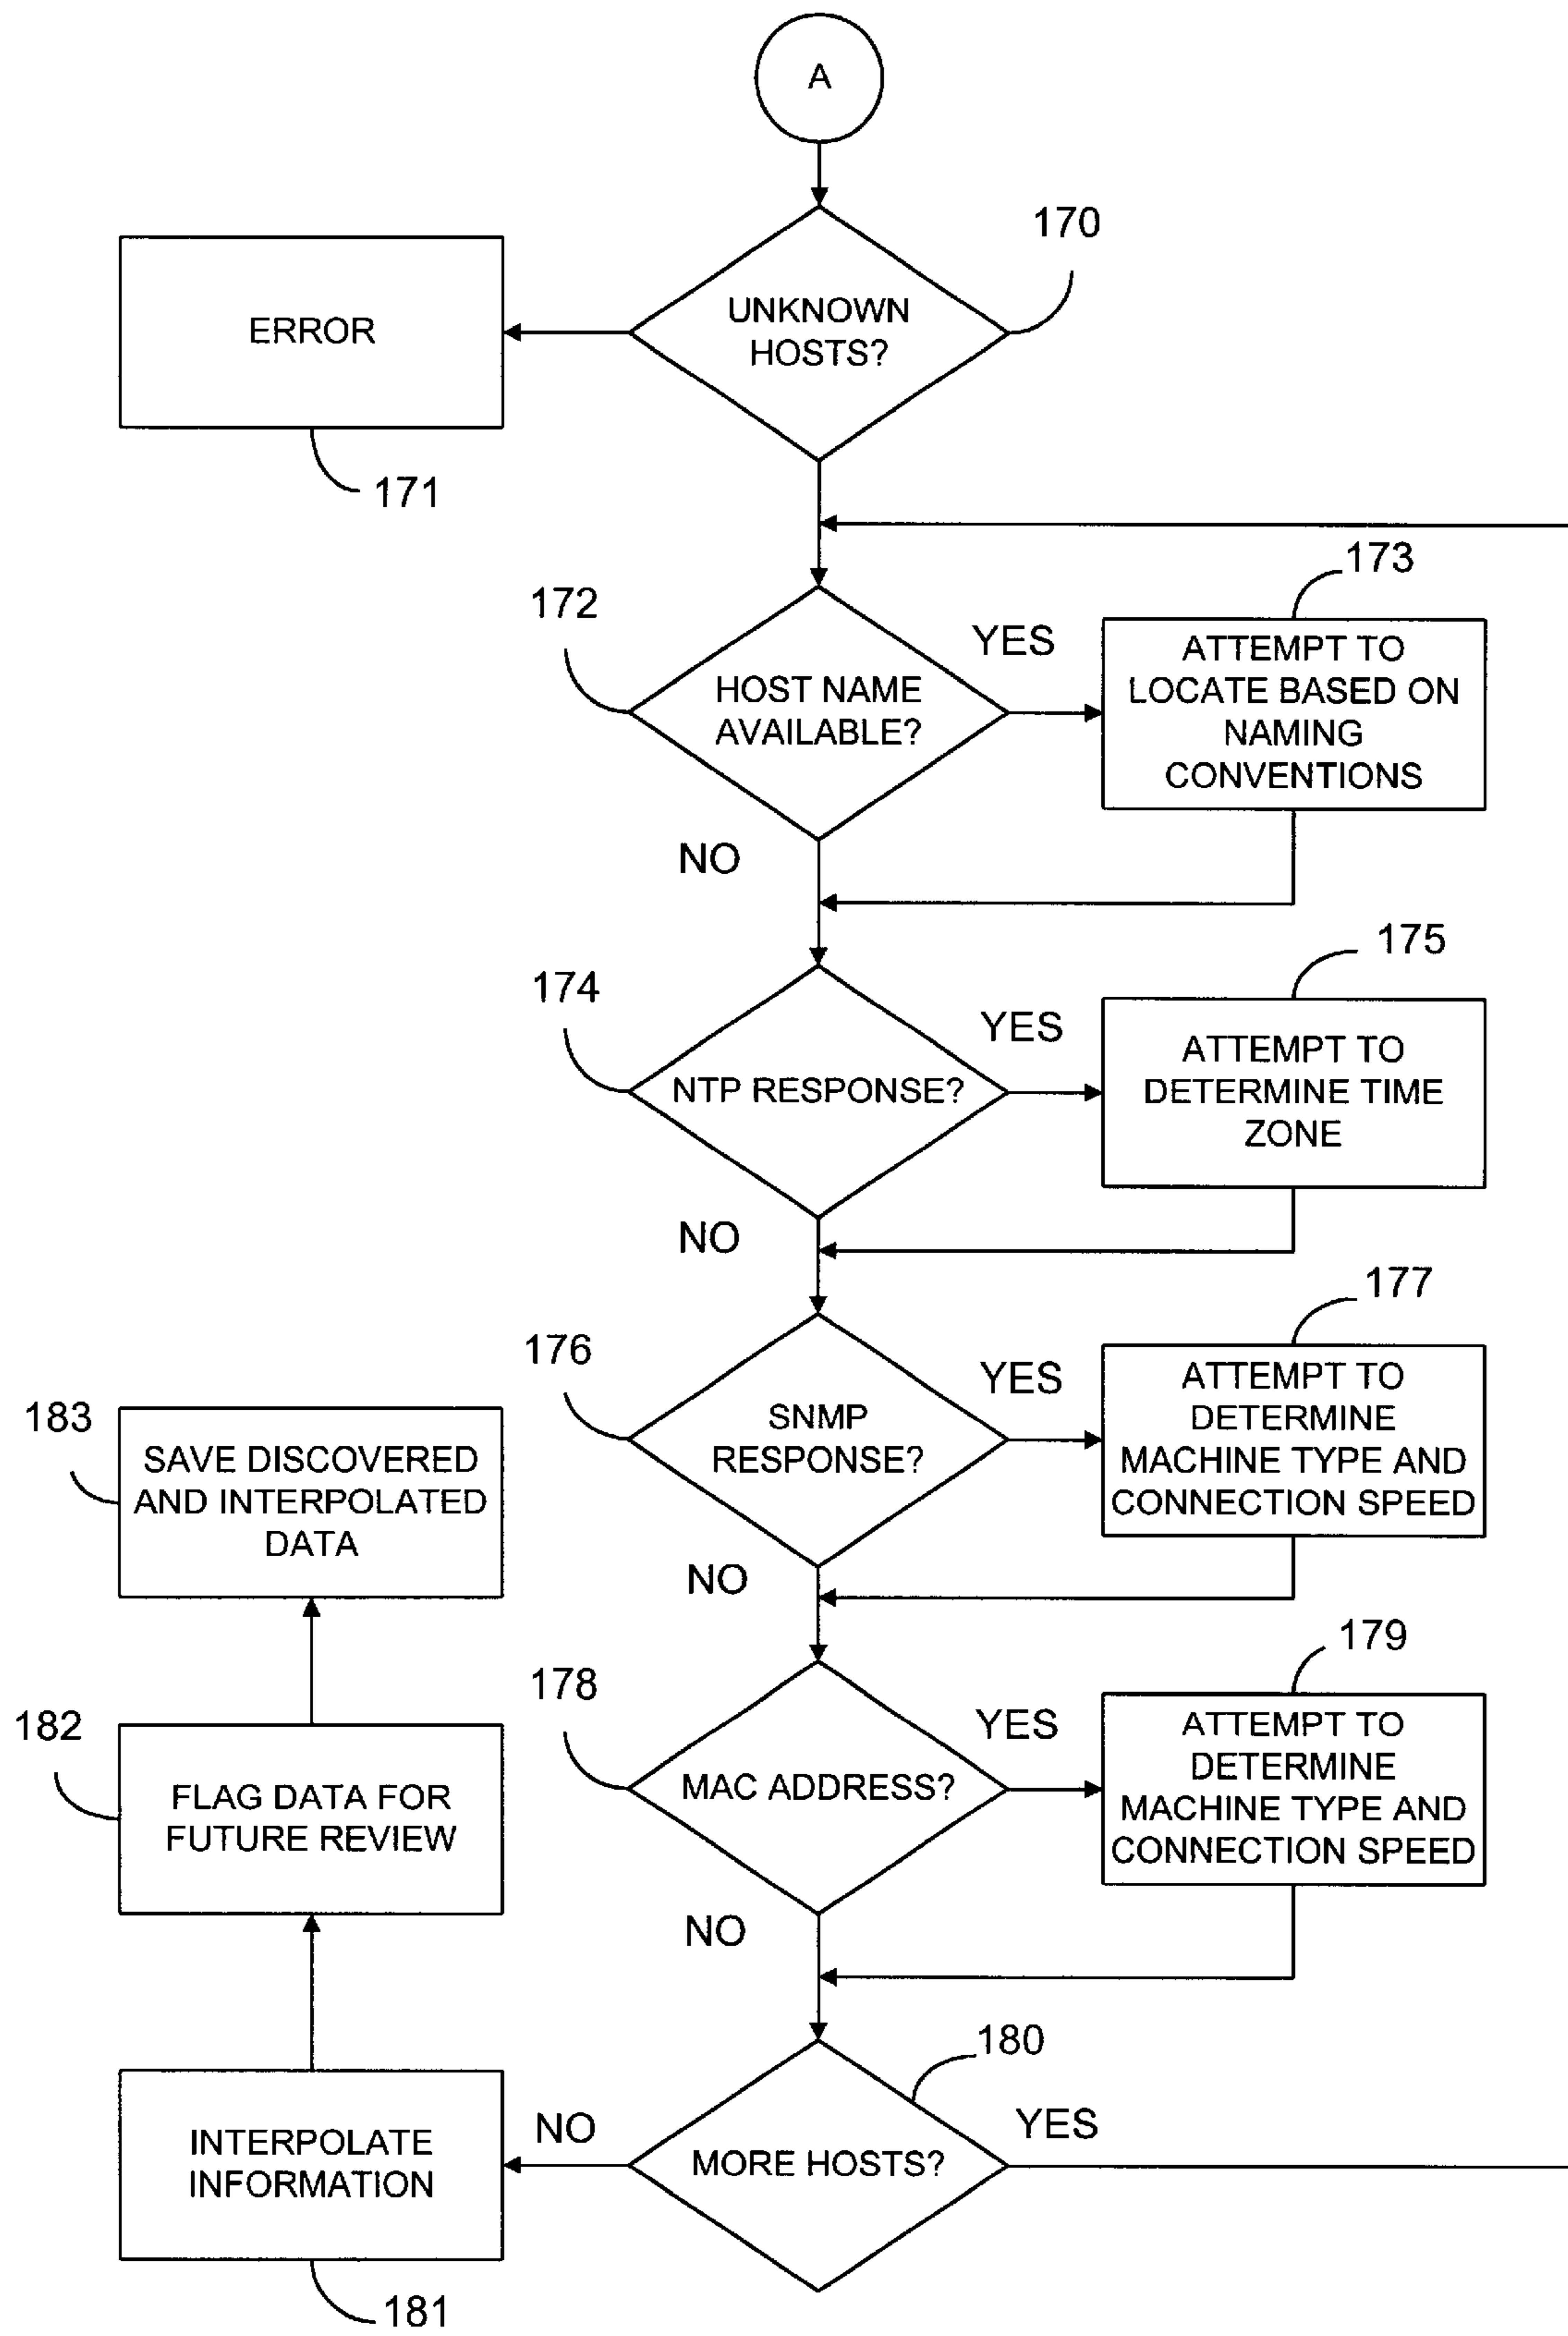 A
170
UNKNOWN
HOSTS?
ERROR
171
172
HOST NAME
AVAILABLE?
YES
173
ATTEMPT TO
LOCATE BASED ON
NAMING
CONVENTIONS
NO
174
NTP RESPONSE?
YES
175
ATTEMPT TO
DETERMINE TIME
ZONE
NO
176
SNMP
RESPONSE?
YES
177
ATTEMPT TO
DETERMINE
MACHINE TYPE AND
CONNECTION SPEED
NO
178
MAC ADDRESS?
YES
179
ATTEMPT TO
DETERMINE
MACHINE TYPE AND
CONNECTION SPEED
NO
180
MORE HOSTS?
YES
NO
INTERPOLATE
INFORMATION
181
182
FLAG DATA FOR
FUTURE REVIEW
183
SAVE DISCOVERED
AND INTERPOLATED
DATA